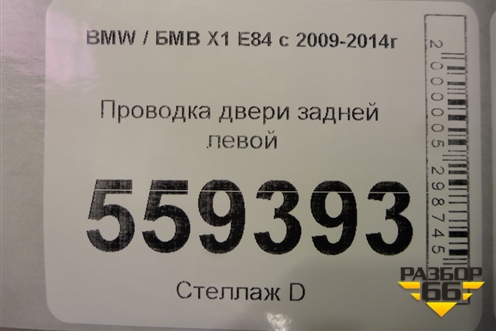 BMW / БМВ X1 E84 с 2009-2014г
Проводка двери задней
левой
559393
Стеллаж D
2000005298745
РАЗБОР
66